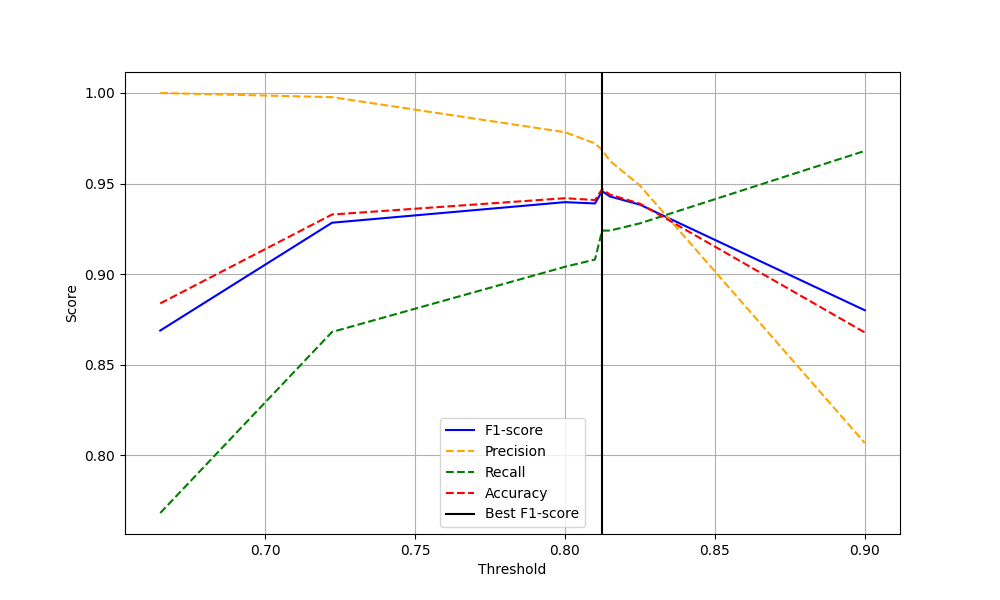 1.00
0.95
0.90
0.85
0.80
Score
F1-score
Precision
Recall
Accuracy
Best F1-score
0.70 0.75 0.80 0.85 0.90
Threshold